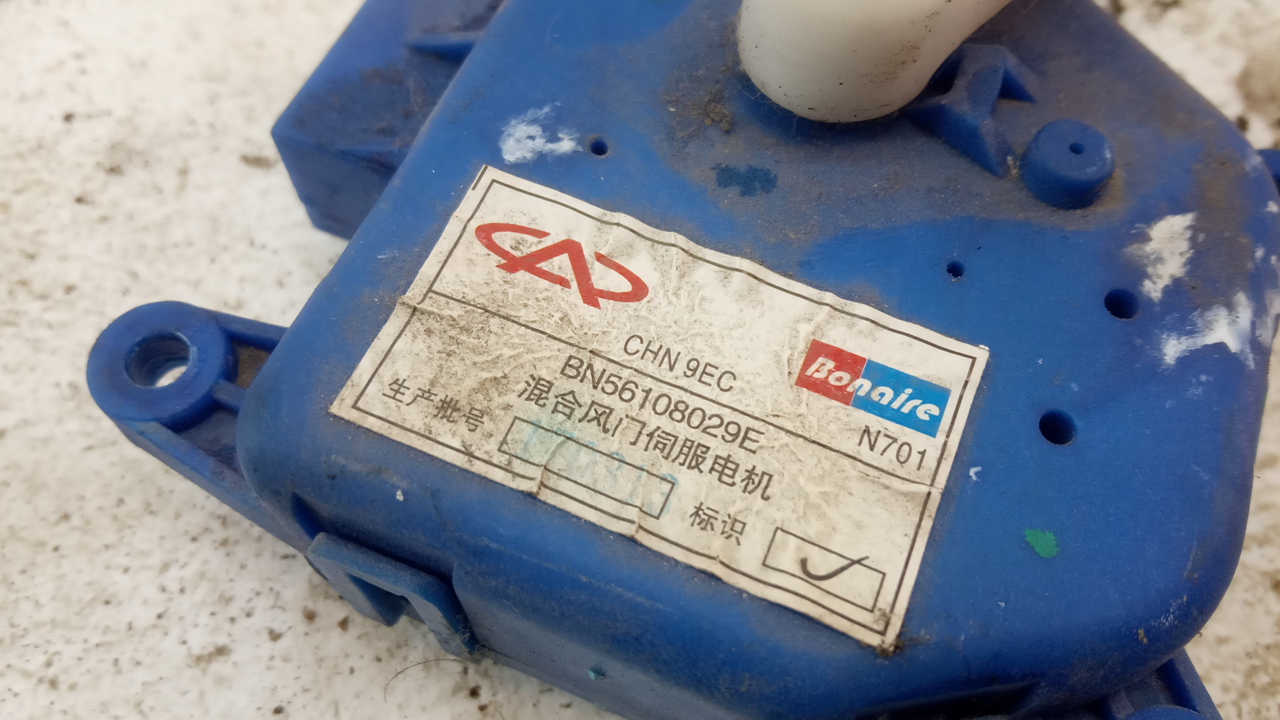 CHN 9EC
Bonaire
BN56108029E
N701
混合风门伺服电机
生产批号
标识